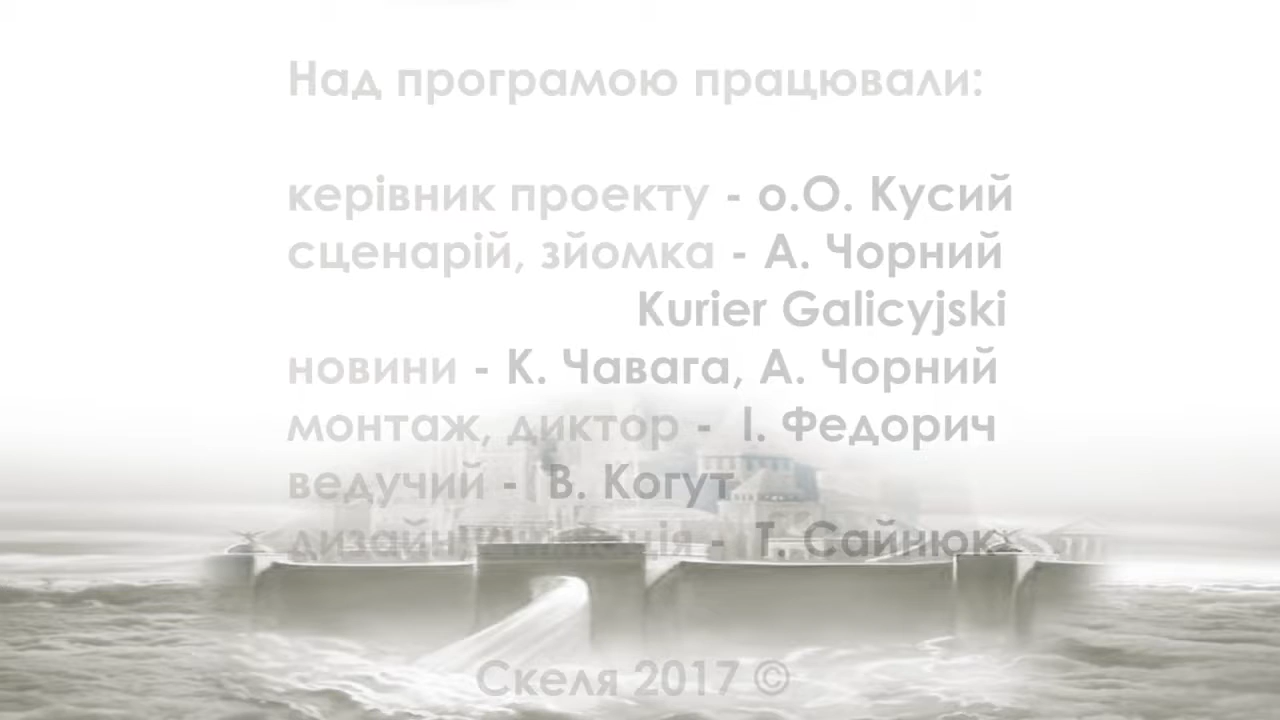 Над програмою працювали:
керівник проекту - о.О. Кусий
сценарій, зйомка - А. Чорний
Kurier Galicyjski
новини - К. Чавага, А. Чорний
монтаж, диктор - І. Федорич
ведучий - В. Когут
дизайн - Т. Сайнюк
Скеля 2017 ©